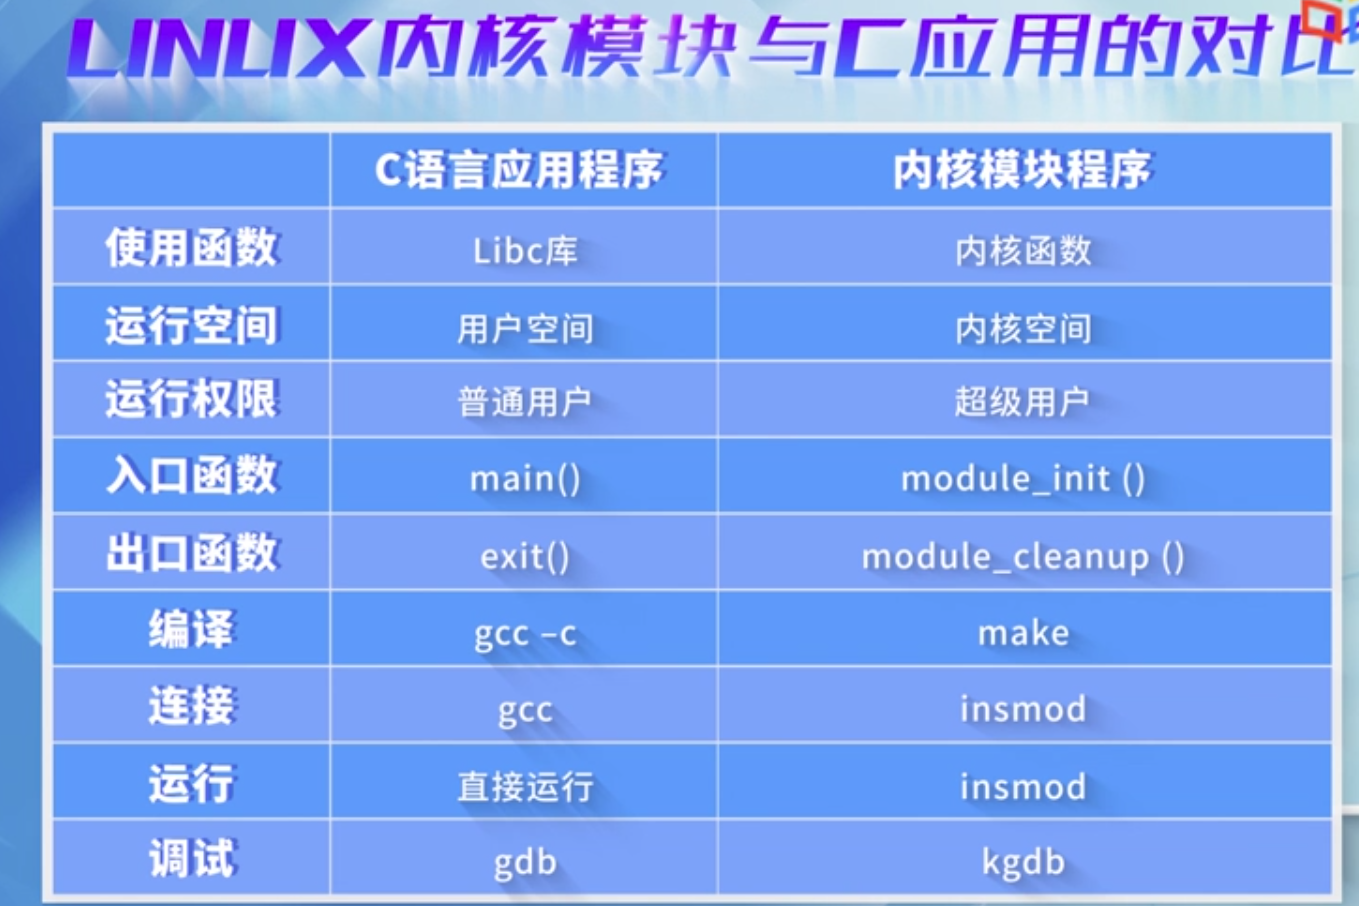 LINLIX内核模块与C应用的对比
C语言应用程序 内核模块程序
使用函数 Libc库 内核函数
运行空间 用户空间 内核空间
运行权限 普通用户 超级用户
入口函数 main() module_init ()
出口函数 exit() module_cleanup ()
编译 gcc –c make
连接 gcc insmod
运行 直接运行 insmod
调试 gdb kgdb